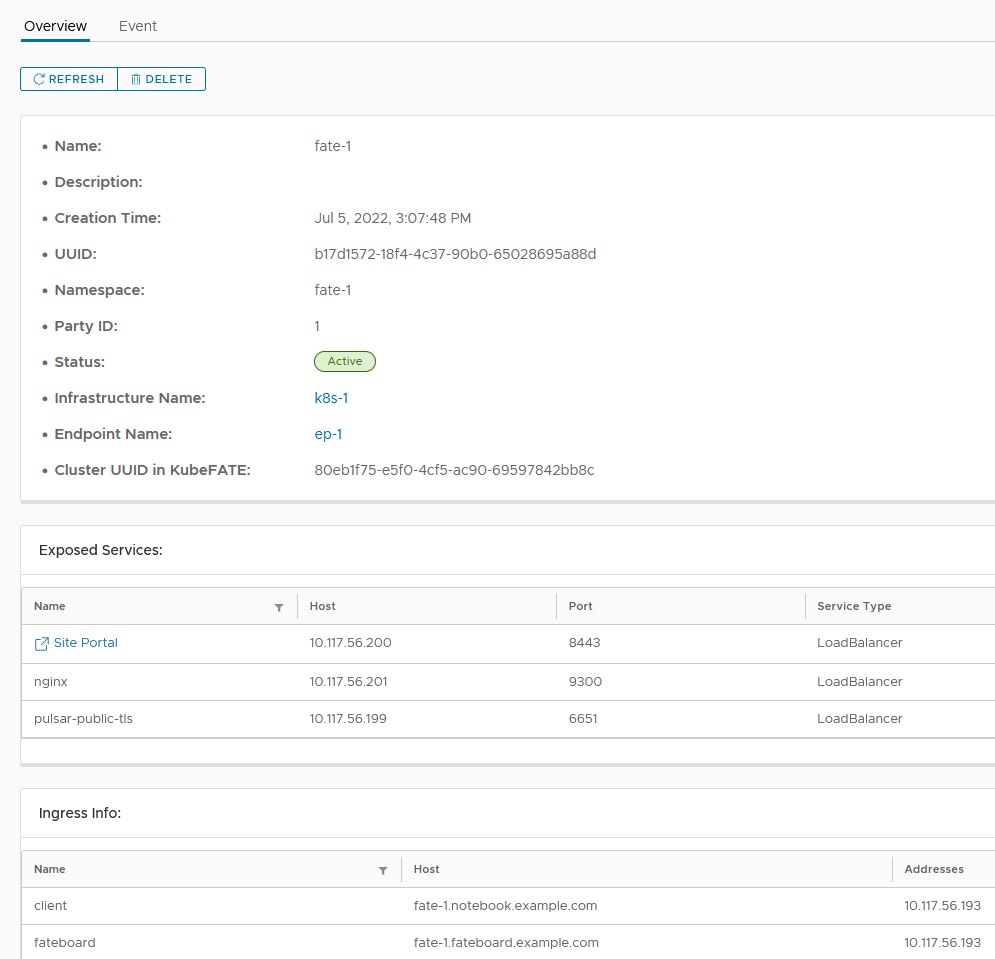 Overview Event
REFRESH DELETE
• Name: fate-1
• Description:
• Creation Time: Jul 5, 2022, 3:07:48 PM
• UUID: b17d1572-18f4-4c37-90b0-65028695a88d
• Namespace: fate-1
• Party ID: 1
• Status: Active
• Infrastructure Name: k8s-1
• Endpoint Name: ep-1
• Cluster UUID in KubeFATE: 80eb1f75-e5f0-4cf5-ac90-69597842bb8c
Exposed Services:
Name Host Port Service Type
Site Portal 10.117.56.200 8443 LoadBalancer
nginx 10.117.56.201 9300 LoadBalancer
pulsar-public-tls 10.117.56.199 6651 LoadBalancer
Ingress Info:
Name Host Addresses
client fate-1.notebook.example.com 10.117.56.193
fateboard fate-1.fateboard.example.com 10.117.56.193